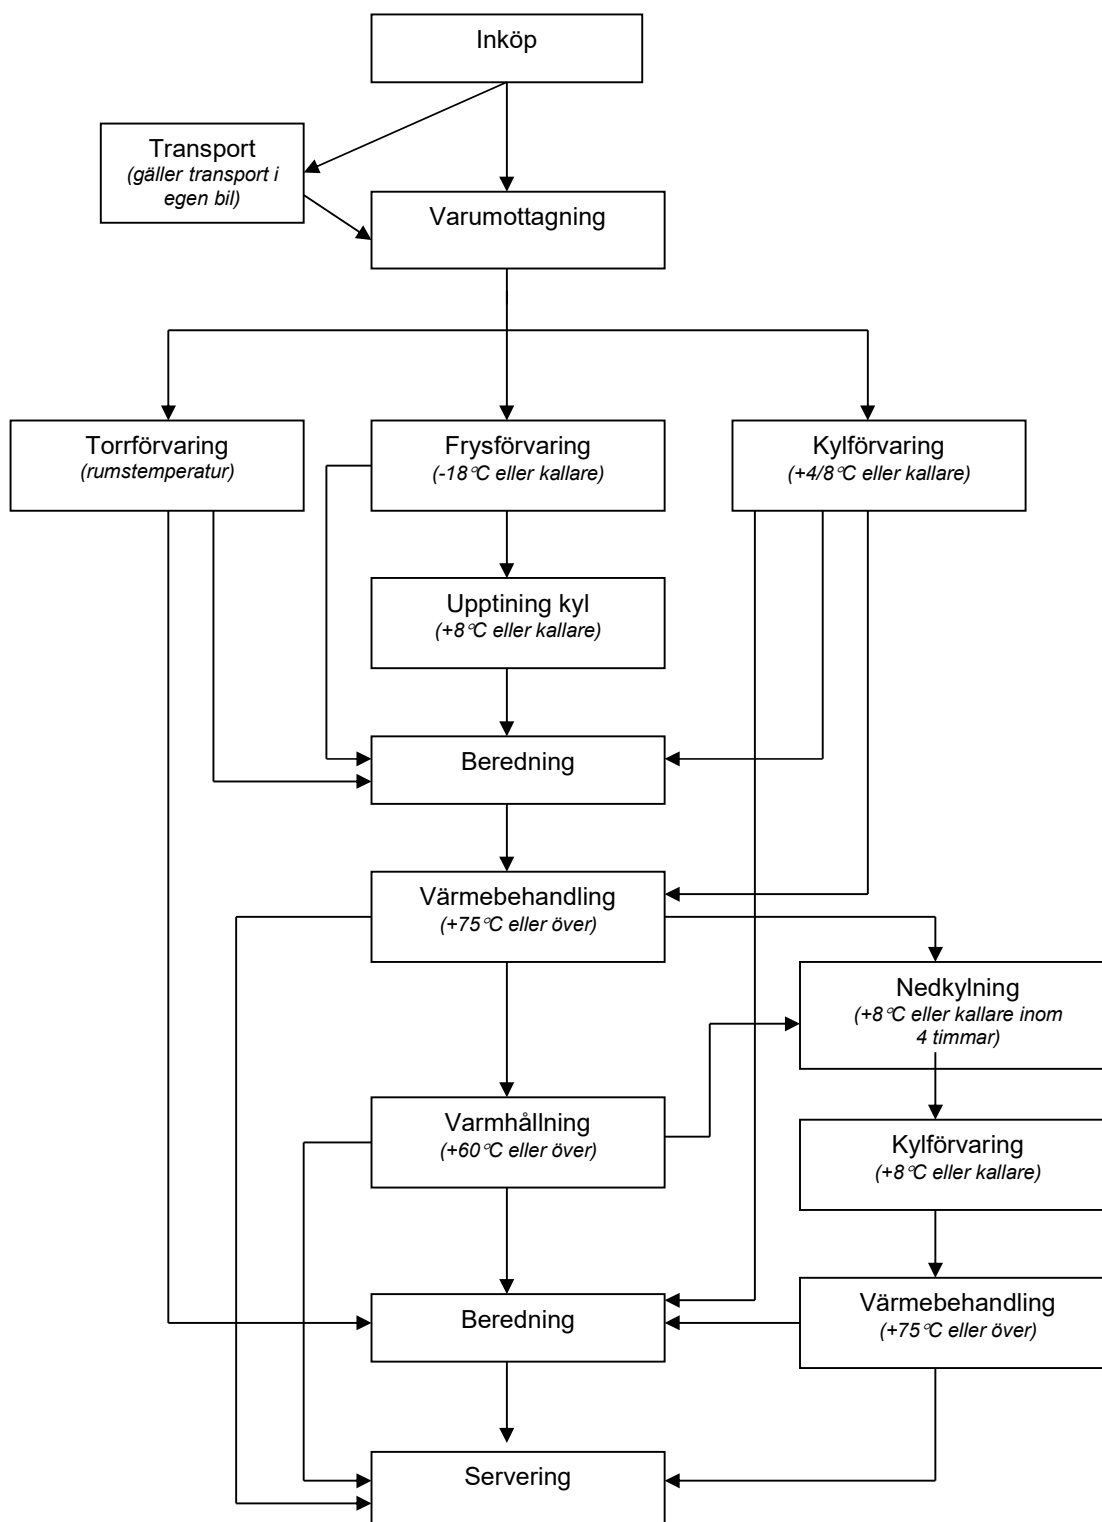 Inköp
Transport
(gäller transport i
egen bil)
Varumottagning
Torrförvaring
(rumstemperatur)
Frysförvaring
(-18°C eller kallare)
Kylförvaring
(+4/8°C eller kallare)
Upptining kyl
(+8°C eller kallare)
Beredning
Värmebehandling
(+75°C eller över)
Nedkylning
(+8°C eller kallare inom
4 timmar)
Varmhållning
(+60°C eller över)
Kylförvaring
(+8°C eller kallare)
Beredning
Värmebehandling
(+75°C eller över)
Servering